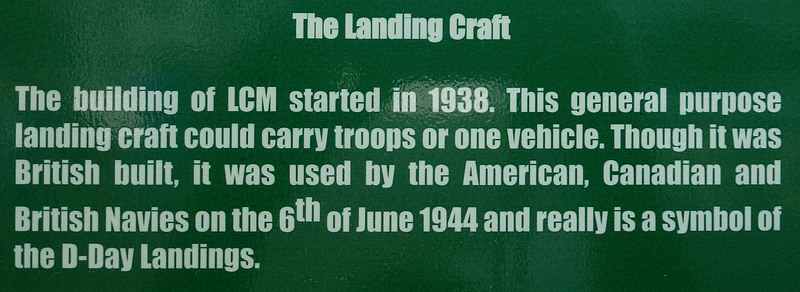 The Landing Craft
The building of LCM started in 1938. This general purpose
landing craft could carry troops or one vehicle. Though it was
British built, it was used by the American, Canadian and
British Navies on the 6th of June 1944 and really is a symbol of
the D-Day Landings.